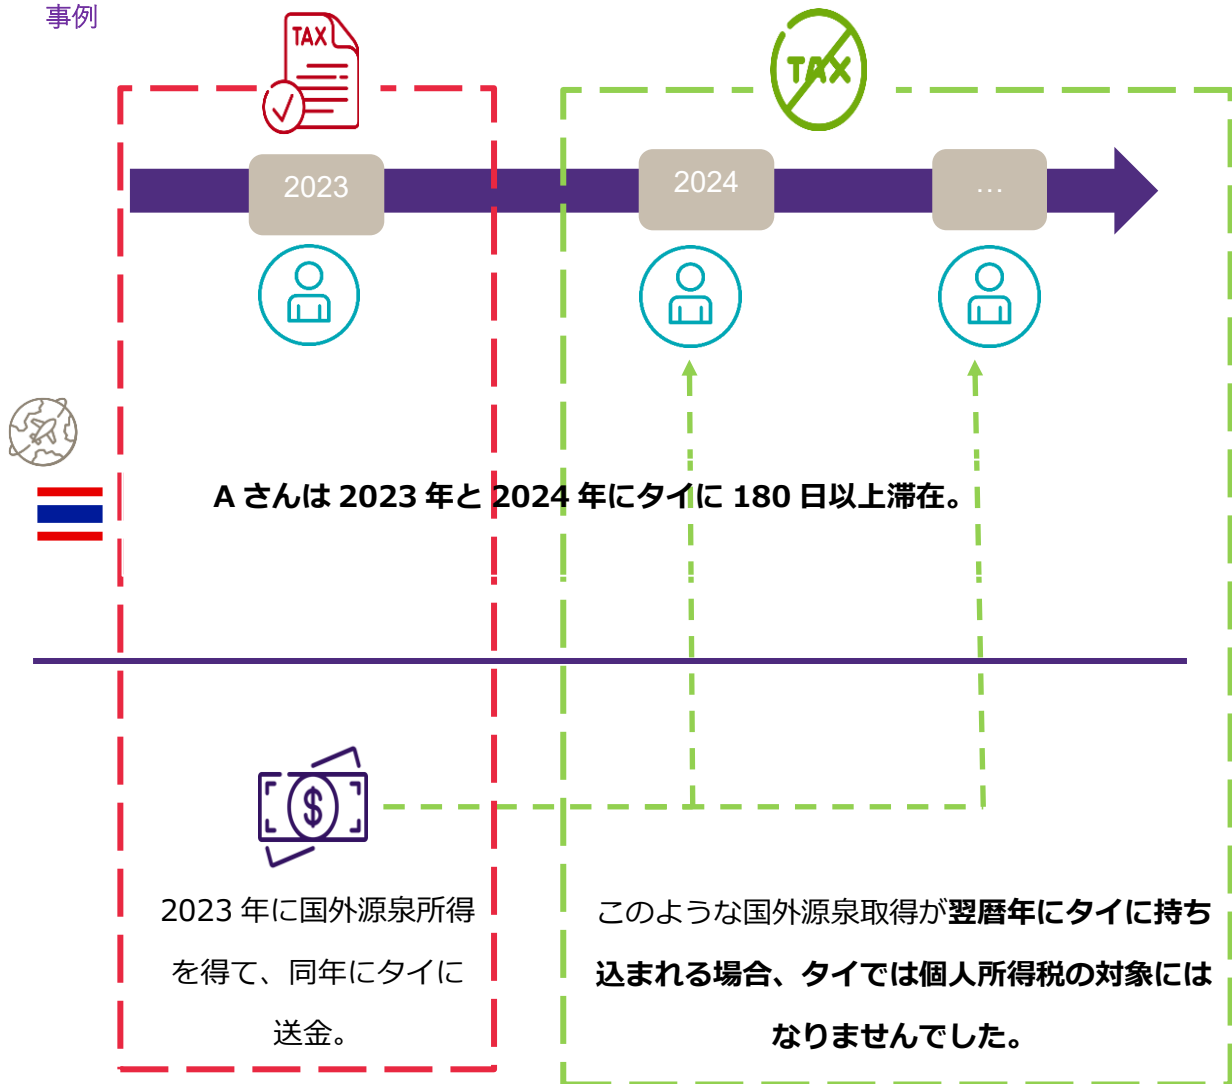 事例
TAX
TAX
2023
2024
...
A さんは 2023 年と 2024 年にタイに 180 日以上滞在。
$
2023 年に国外源泉所得
を得て、同年にタイに
送金。
このような国外源泉取得が翌暦年にタイに持ち
込まれる場合、タイでは個人所得税の対象には
なりませんでした。